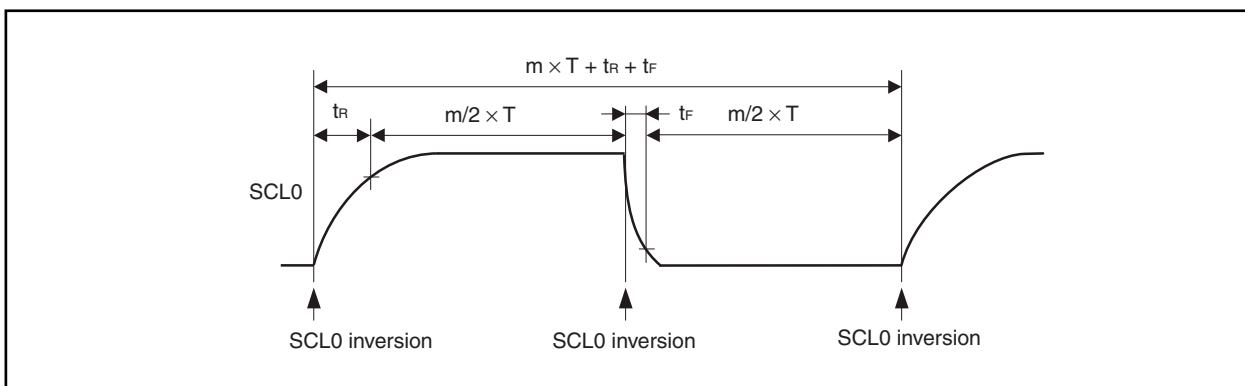 m × T + tR + tF
tR
m/2 × T
tF
m/2 × T
SCL0
SCL0 inversion
SCL0 inversion
SCL0 inversion